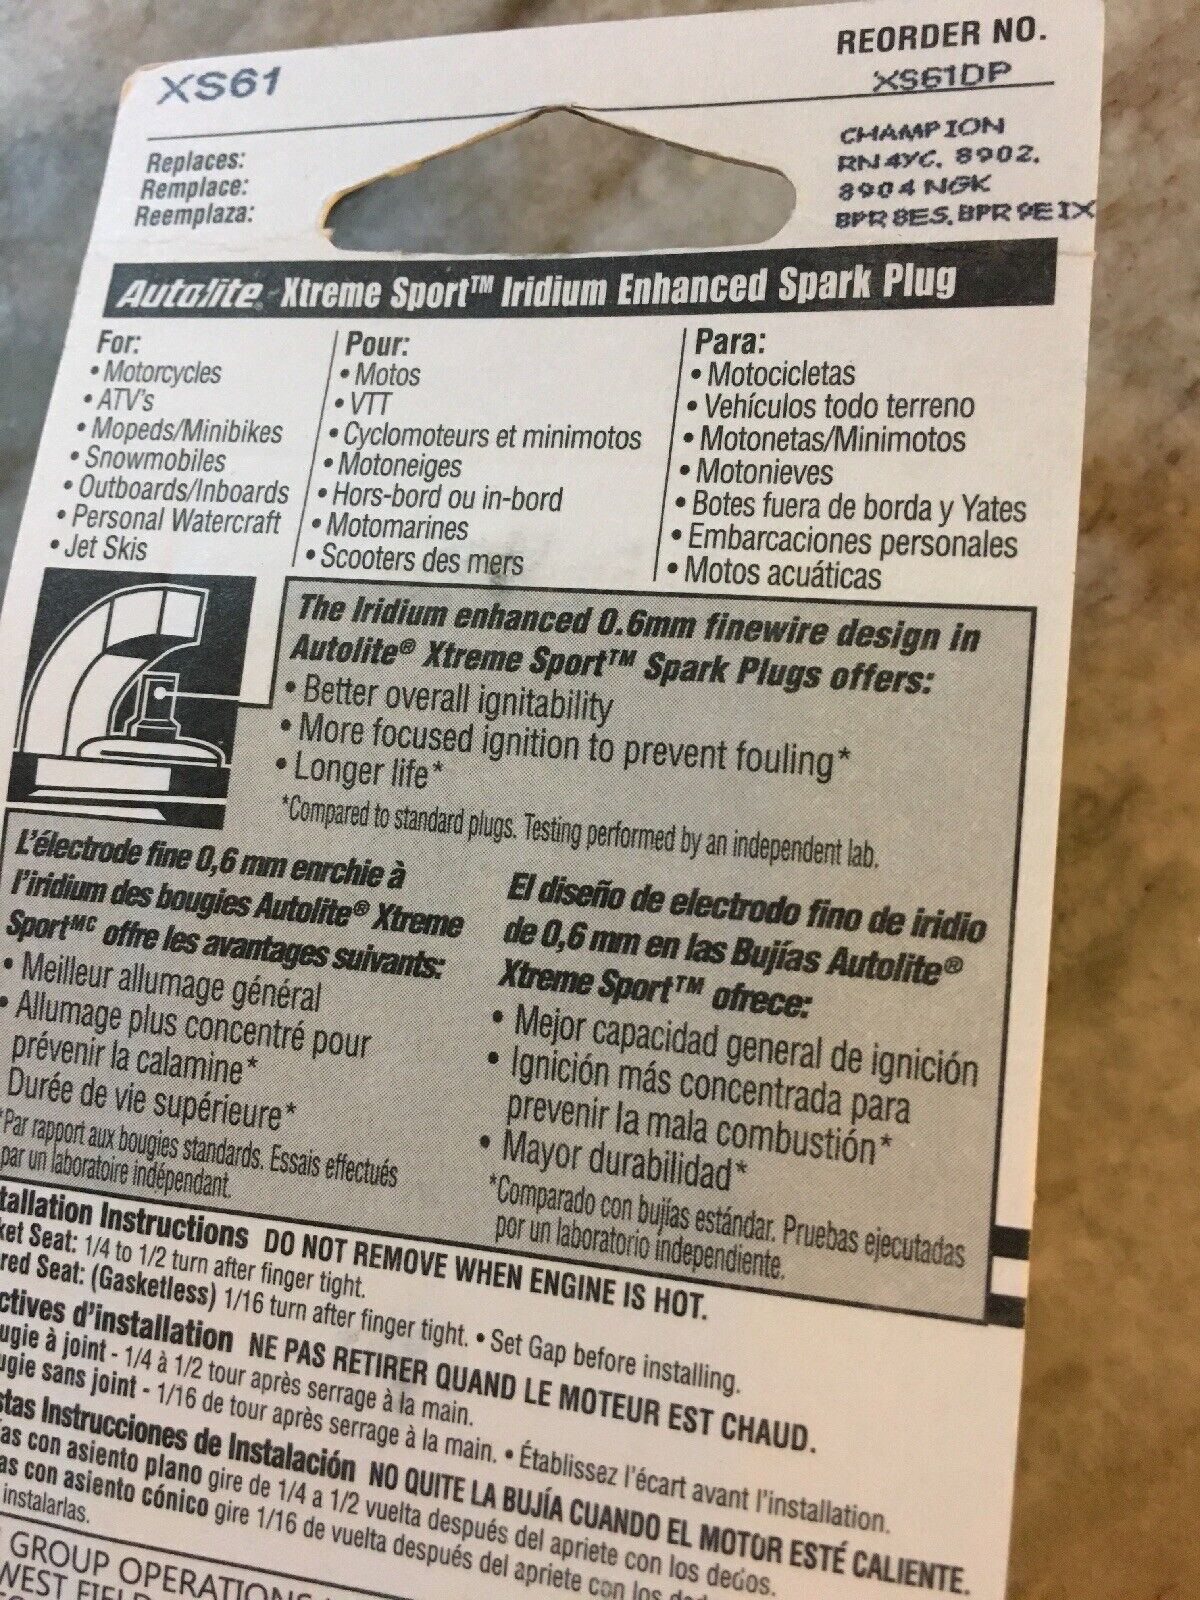 XS61
REORDER NO.
XS61DP
Replaces:
Remplace:
Reemplaza:
CHAMPION
RN4YC, 8902,
8904 NGK
BPR8ES, BPR9EIX
Autolite® Xtreme Sport™ Iridium Enhanced Spark Plug
For:
• Motorcycles
• ATV's
• Mopeds/Minibikes
• Snowmobiles
• Outboards/Inboards
• Personal Watercraft
• Jet Skis
Pour:
• Motos
• VTT
• Cyclomoteurs et minimotos
• Motoneiges
• Hors-bord ou in-bord
• Motomarines
• Scooters des mers
Para:
• Motocicletas
• Vehículos todo terreno
• Motonetas/Minimotos
• Motonieves
• Botes fuera de borda y Yates
• Embarcaciones personales
• Motos acuáticas
The Iridium enhanced 0.6mm finewire design in
Autolite® Xtreme Sport™ Spark Plugs offers:
• Better overall ignitability
• More focused ignition to prevent fouling*
• Longer life*
*Compared to standard plugs. Testing performed by an independent lab.
L'électrode fine 0,6 mm enrchie à
l'iridium des bougies Autolite® Xtreme
Sportᴹᶜ offre les avantages suivants:
• Meilleur allumage général
• Allumage plus concentré pour
prévenir la calamine*
Durée de vie supérieure*
*Par rapport aux bougies standards. Essais effectués
par un laboratoire indépendant.
El diseño de electrodo fino de iridio
de 0,6 mm en las Bujías Autolite®
Xtreme Sport™ ofrece:
• Mejor capacidad general de ignición
• Ignición más concentrada para
prevenir la mala combustión*
• Mayor durabilidad*
*Comparado con bujías estándar. Pruebas ejecutadas
por un laboratorio independiente.
tallation Instructions DO NOT REMOVE WHEN ENGINE IS HOT.
ket Seat: 1/4 to 1/2 turn after finger tight.
red Seat: (Gasketless) 1/16 turn after finger tight. • Set Gap before installing.
ctives d'installation NE PAS RETIRER QUAND LE MOTEUR EST CHAUD.
ugie à joint - 1/4 à 1/2 tour après serrage à la main.
ugie sans joint - 1/16 de tour après serrage à la main. • Établissez l'écart avant l'installation.
stas Instrucciones de Instalación NO QUITE LA BUJÍA CUANDO EL MOTOR ESTÉ CALIENTE.
ías con asiento plano gire de 1/4 a 1/2 vuelta después del apriete con los dedos.
as con asiento cónico gire 1/16 de vuelta después del apriete con los
instalarlas.
GROUP OPERATIONS
WEST